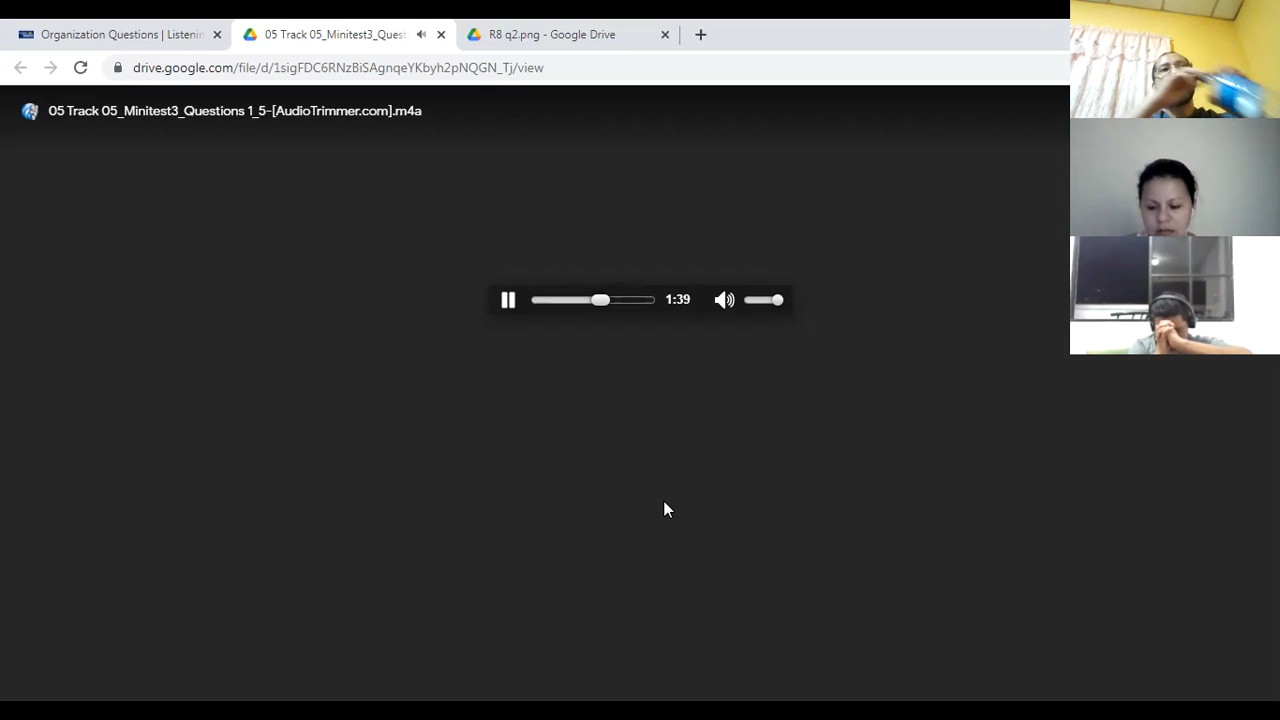 Organization Questions | Listenin
05 Track 05_Minitest3_Quest
R8 q2.png - Google Drive
drive.google.com/file/d/1sigFDC6RNzBiSAgnqeYKbyh2pNQGN_Tj/view
05 Track 05_Minitest3_Questions 1_5-[AudioTrimmer.com].m4a
1:39